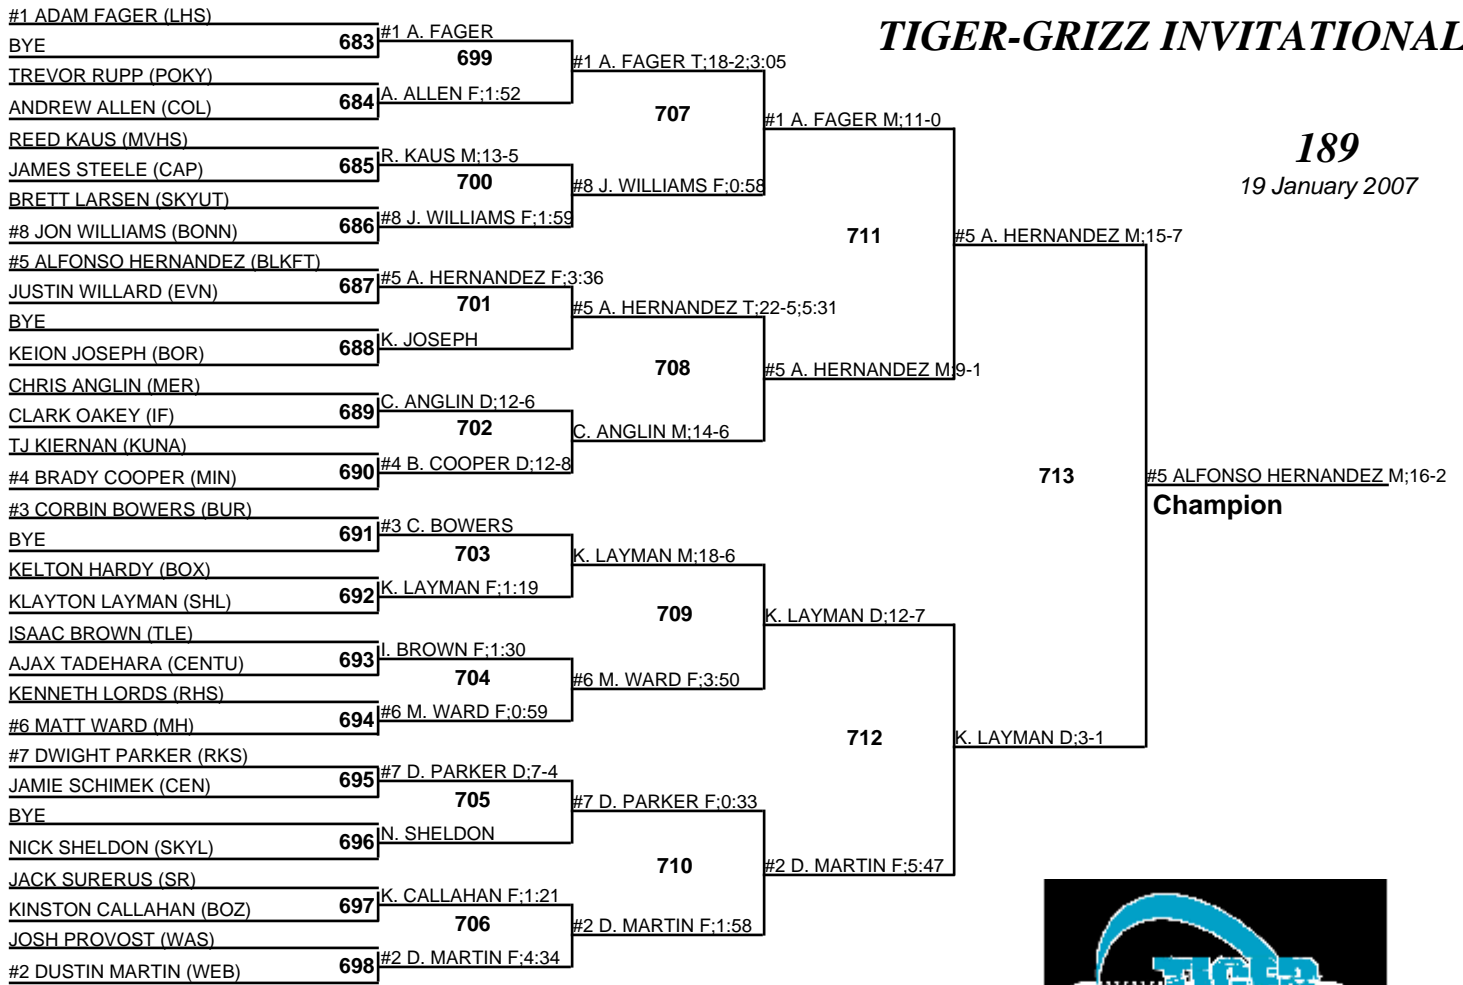 TIGER-GRIZZ INVITATIONAL
189
19 January 2007
#1 ADAM FAGER (LHS)
BYE
683
TREVOR RUPP (POKY)
ANDREW ALLEN (COL)
684
REED KAUS (MVHS)
JAMES STEELE (CAP)
685
BRETT LARSEN (SKYUT)
#8 JON WILLIAMS (BONN)
686
#5 ALFONSO HERNANDEZ (BLKFT)
JUSTIN WILLARD (EVN)
687
BYE
KEION JOSEPH (BOR)
688
CHRIS ANGLIN (MER)
CLARK OAKEY (IF)
689
TJ KIERNAN (KUNA)
#4 BRADY COOPER (MIN)
690
#3 CORBIN BOWERS (BUR)
BYE
691
KELTON HARDY (BOX)
KLAYTON LAYMAN (SHL)
692
ISAAC BROWN (TLE)
AJAX TADEHARA (CENTU)
693
KENNETH LORDS (RHS)
#6 MATT WARD (MH)
694
#7 DWIGHT PARKER (RKS)
JAMIE SCHIMEK (CEN)
695
BYE
NICK SHELDON (SKYL)
696
JACK SURERUS (SR)
KINSTON CALLAHAN (BOZ)
697
JOSH PROVOST (WAS)
#2 DUSTIN MARTIN (WEB)
698
#1 A. FAGER
699
A. ALLEN F;1:52
R. KAUS M;13-5
700
#8 J. WILLIAMS F;1:59
#5 A. HERNANDEZ F;3:36
701
K. JOSEPH
C. ANGLIN D;12-6
702
#4 B. COOPER D;12-8
#3 C. BOWERS
703
K. LAYMAN F;1:19
I. BROWN F;1:30
704
#6 M. WARD F;0:59
#7 D. PARKER D;7-4
705
N. SHELDON
K. CALLAHAN F;1:21
706
#2 D. MARTIN F;4:34
#1 A. FAGER T;18-2;3:05
707
#8 J. WILLIAMS F;0:58
#5 A. HERNANDEZ T;22-5;5:31
708
C. ANGLIN M;14-6
K. LAYMAN M;18-6
709
#6 M. WARD F;3:50
#7 D. PARKER F;0:33
710
#2 D. MARTIN F;1:58
#1 A. FAGER M;11-0
711
#5 A. HERNANDEZ M;9-1
K. LAYMAN D;12-7
712
#2 D. MARTIN F;5:47
#5 A. HERNANDEZ M;15-7
713
K. LAYMAN D;3-1
#5 ALFONSO HERNANDEZ M;16-2
Champion
TIGER